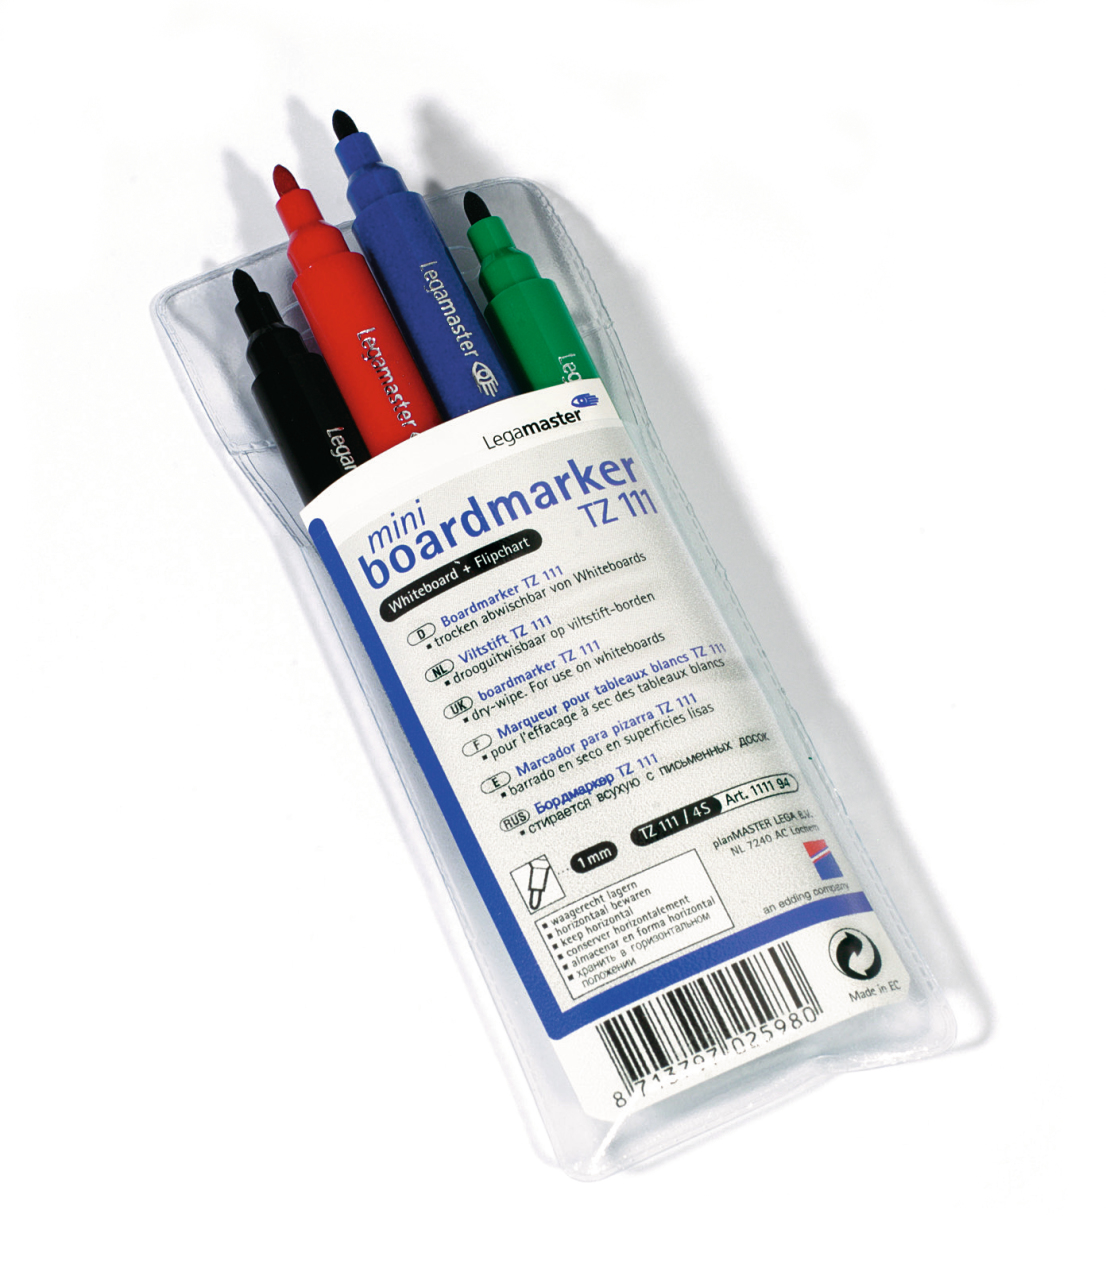 Legamaster
Legamaster
Legamaster
mini
boardmarker
TZ 111
Whiteboard + Flipchart
D Boardmarker TZ 111
▪ trocken abwischbar von Whiteboards
NL Viltstift TZ 111
▪ drooguitwisbaar op viltstift-borden
UK boardmarker TZ 111
▪ dry-wipe. For use on whiteboards
F Marqueur pour tableaux blancs TZ 111
▪ pour l'effacage à sec des tableaux blancs
E Marcador para pizarra TZ 111
▪ barrado en seco en superficies lisas
RUS Бордмаркер TZ 111
▪ стирается всухую с письменных досок
TZ 111 / 4S Art. 1111 94
1 mm
planMASTER LEGA B.V.
NL 7240 AC Lochem
an edding company
▪ waagerecht lagern
▪ horizontaal bewaren
▪ keep horizontal
▪ conserver horizontalement
▪ almacenar en forma horizontal
▪ хранить в горизонтальном
положении
Made in EC
8 713797 025980